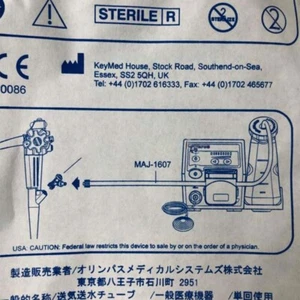 STERILE R
2
KeyMed House, Stock Road, Southend-on-Sea,
Essex, SS2 5QH, UK
Tel: +44 (0)1702 616333, Fax: +44 (0)1702 465677
0086
MAJ-1607
USA: CAUTION: Federal law restricts this device to sale by or on the order of a physician.
製造販売業者/オリンパスメディカルシステムズ株式会社
東京都八王子市石川町 2951
一般的名称/送気送水チューブ 一般医療機器 単回使用